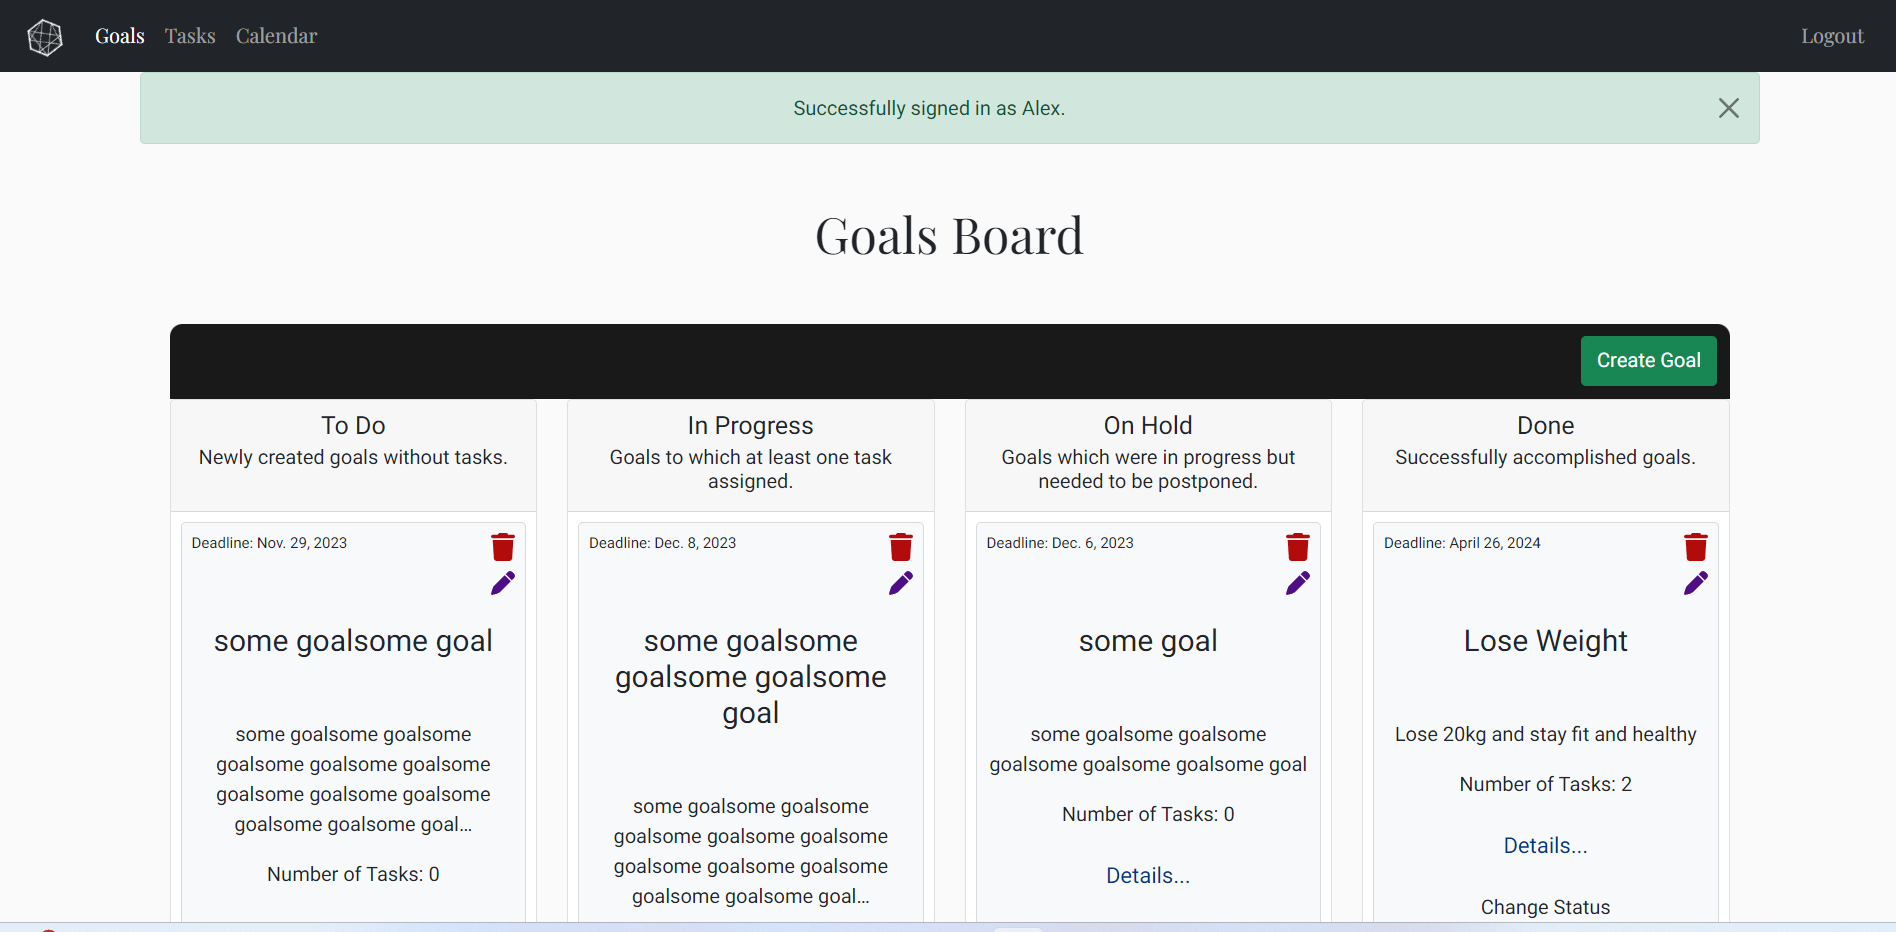 Goals Tasks Calendar Logout
Successfully signed in as Alex.
Goals Board
Create Goal
To Do
Newly created goals without tasks.
Deadline: Nov. 29, 2023
some goalsome goal
some goalsome goalsome
goalsome goalsome goalsome
goalsome goalsome goalsome
goalsome goalsome goal...
Number of Tasks: 0
In Progress
Goals to which at least one task
assigned.
Deadline: Dec. 8, 2023
some goalsome
goalsome goalsome
goal
some goalsome goalsome
goalsome goalsome goalsome
goalsome goalsome goalsome
goalsome goalsome goal...
On Hold
Goals which were in progress but
needed to be postponed.
Deadline: Dec. 6, 2023
some goal
some goalsome goalsome
goalsome goalsome goalsome goal
Number of Tasks: 0
Details...
Done
Successfully accomplished goals.
Deadline: April 26, 2024
Lose Weight
Lose 20kg and stay fit and healthy
Number of Tasks: 2
Details...
Change Status